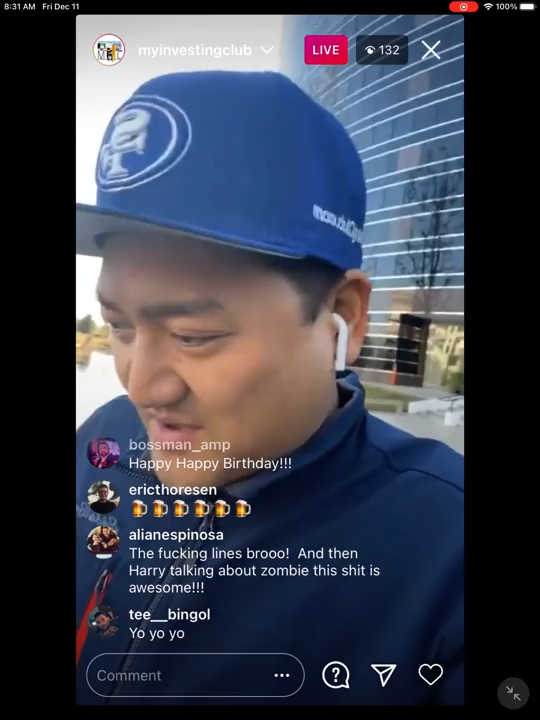 8:31 AM Fri Dec 11
100%
myinvestingclub
LIVE
132
bossman_amp
Happy Happy Birthday!!!
ericthoresen
🍺🍺🍺🍺🍺🍺
alianespinosa
The fucking lines brooo! And then
Harry talking about zombie this shit is
awesome!!!
tee__bingol
Yo yo yo
Comment